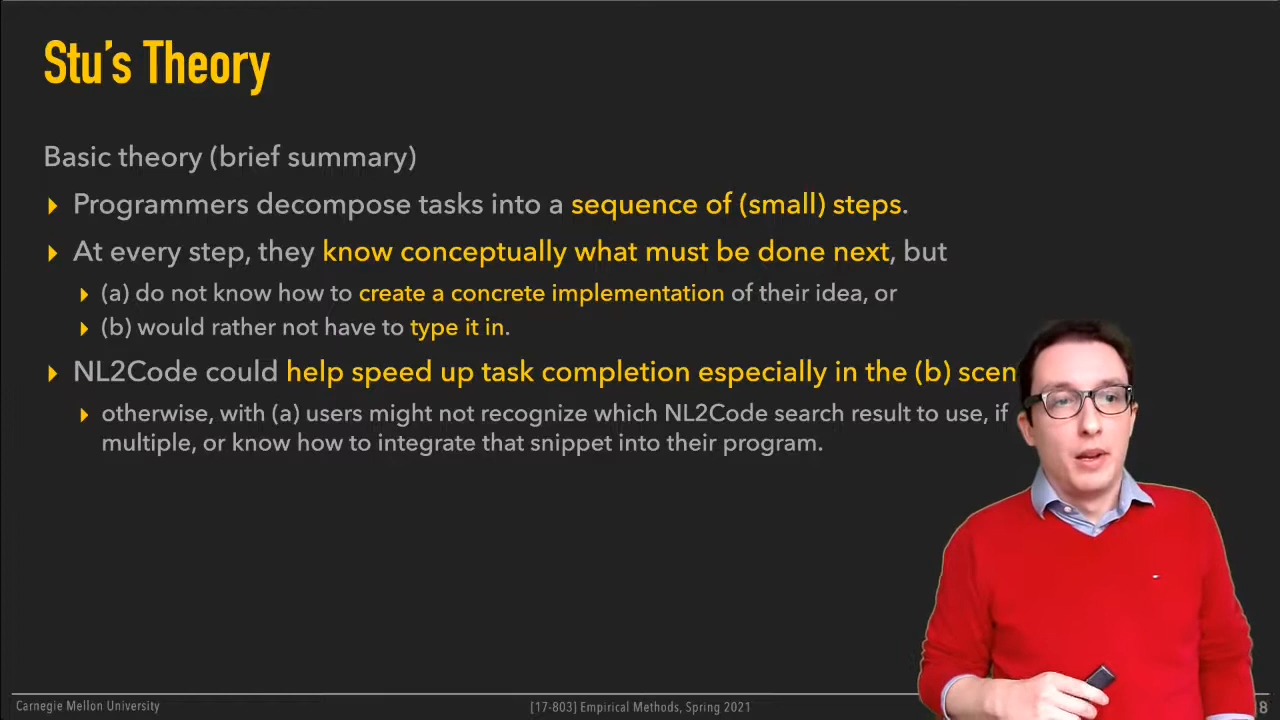 Stu's Theory
Basic theory (brief summary)
Programmers decompose tasks into a sequence of (small) steps.
At every step, they know conceptually what must be done next, but
(a) do not know how to create a concrete implementation of their idea, or
(b) would rather not have to type it in.
NL2Code could help speed up task completion especially in the (b) scen
otherwise, with (a) users might not recognize which NL2Code search result to use, if
multiple, or know how to integrate that snippet into their program.
Carnegie Mellon University
[17-803] Empirical Methods, Spring 2021
8